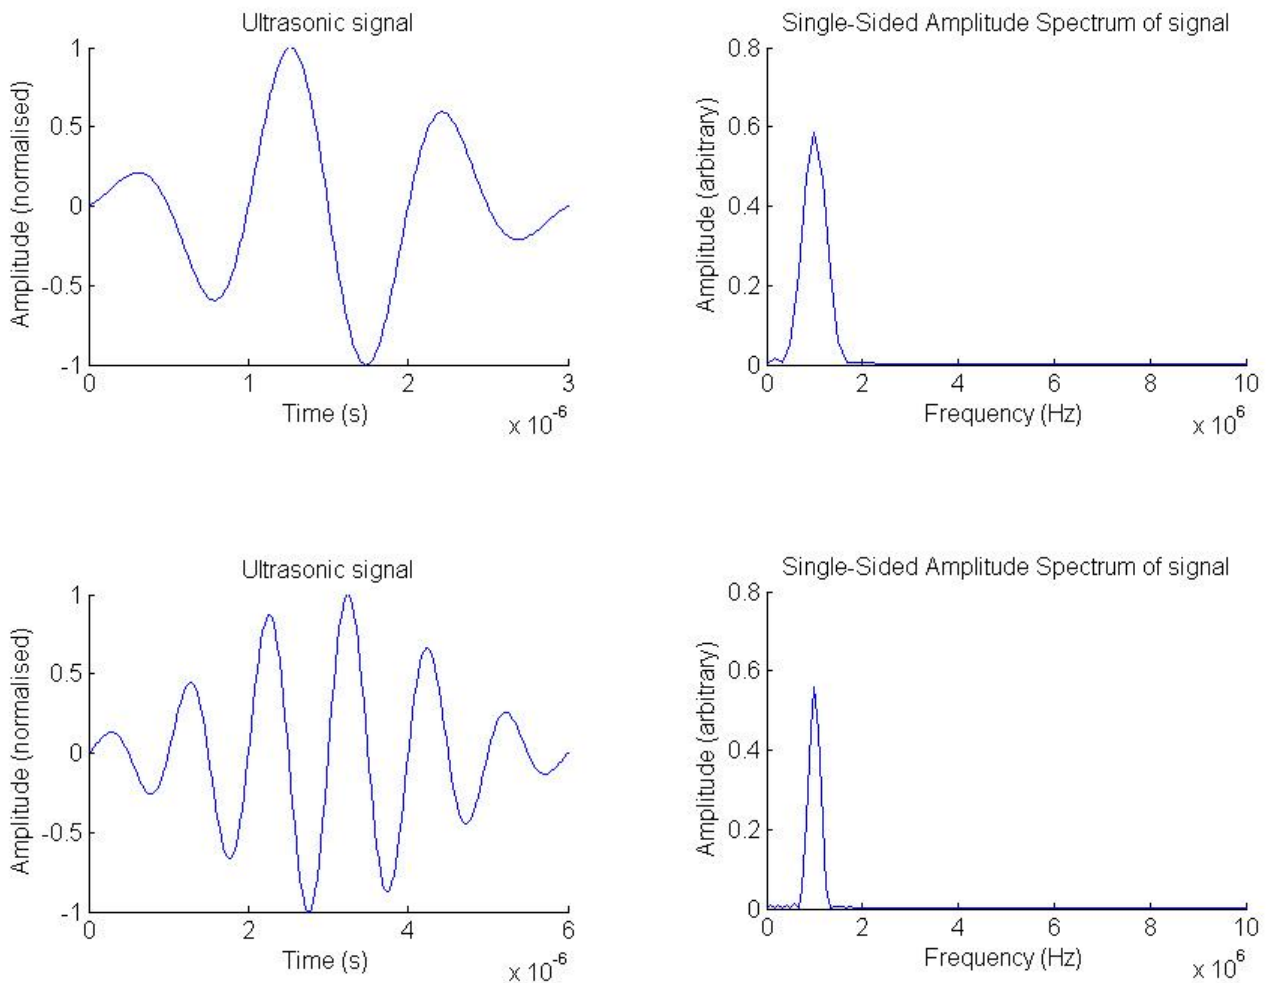 Ultrasonic signal
Amplitude (normalised)
1
0.5
0
-0.5
-1
0 1 2 3
Time (s)
x 10-6
Single-Sided Amplitude Spectrum of signal
Amplitude (arbitrary)
0.8
0.6
0.4
0.2
0
0 2 4 6 8 10
Frequency (Hz)
x 106
Ultrasonic signal
Amplitude (normalised)
1
0.5
0
-0.5
-1
0 2 4 6
Time (s)
x 10-6
Single-Sided Amplitude Spectrum of signal
Amplitude (arbitrary)
0.8
0.6
0.4
0.2
0
0 2 4 6 8 10
Frequency (Hz)
x 106